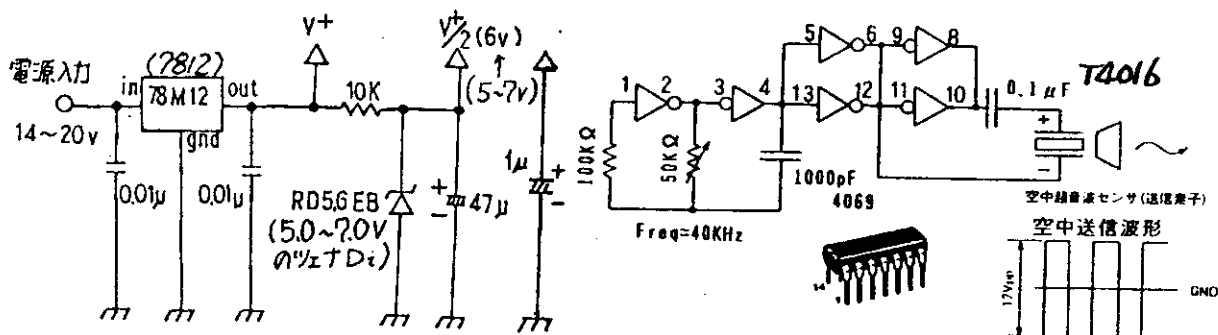 電源入力
14～20v
in
(7812)
78M12
out
gnd
0.01μ
0.01μ
V+
10K
V+/2(6v)
(5~7v)
RD5.6EB
(5.0~7.0V
のツェナDi)
47μ
1μ
+
-
+
-
1
2
3
4
5
6
9
8
13
12
11
10
100KΩ
50KΩ
1000pF
4069
Freq=40KHz
0.1μF
T4016
+
-
空中超音波センサ(送信素子)
空中送信波形
17Vpp
GND
14
1